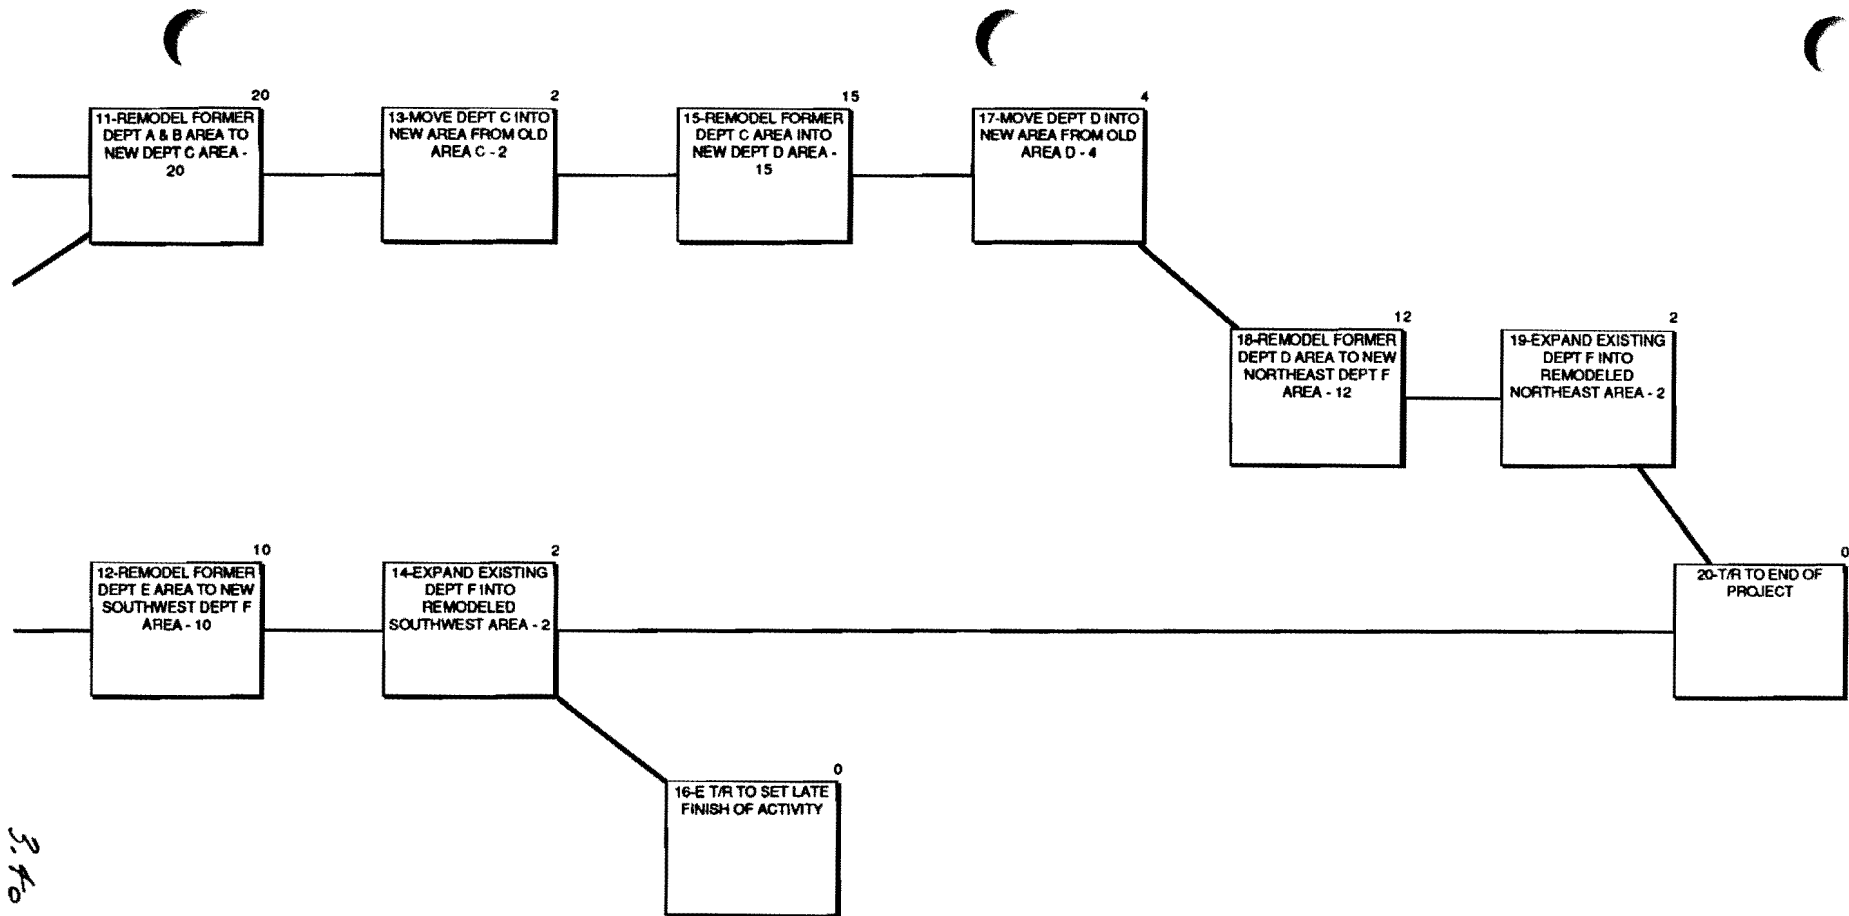 20
11-REMODEL FORMER
DEPT A & B AREA TO
NEW DEPT C AREA -
20
2
13-MOVE DEPT C INTO
NEW AREA FROM OLD
AREA C - 2
15
15-REMODEL FORMER
DEPT C AREA INTO
NEW DEPT D AREA -
15
4
17-MOVE DEPT D INTO
NEW AREA FROM OLD
AREA D - 4
12
18-REMODEL FORMER
DEPT D AREA TO NEW
NORTHEAST DEPT F
AREA - 12
2
19-EXPAND EXISTING
DEPT F INTO
REMODELED
NORTHEAST AREA - 2
10
12-REMODEL FORMER
DEPT E AREA TO NEW
SOUTHWEST DEPT F
AREA - 10
2
14-EXPAND EXISTING
DEPT F INTO
REMODELED
SOUTHWEST AREA - 2
0
20-T/R TO END OF
PROJECT
0
16-E T/R TO SET LATE
FINISH OF ACTIVITY